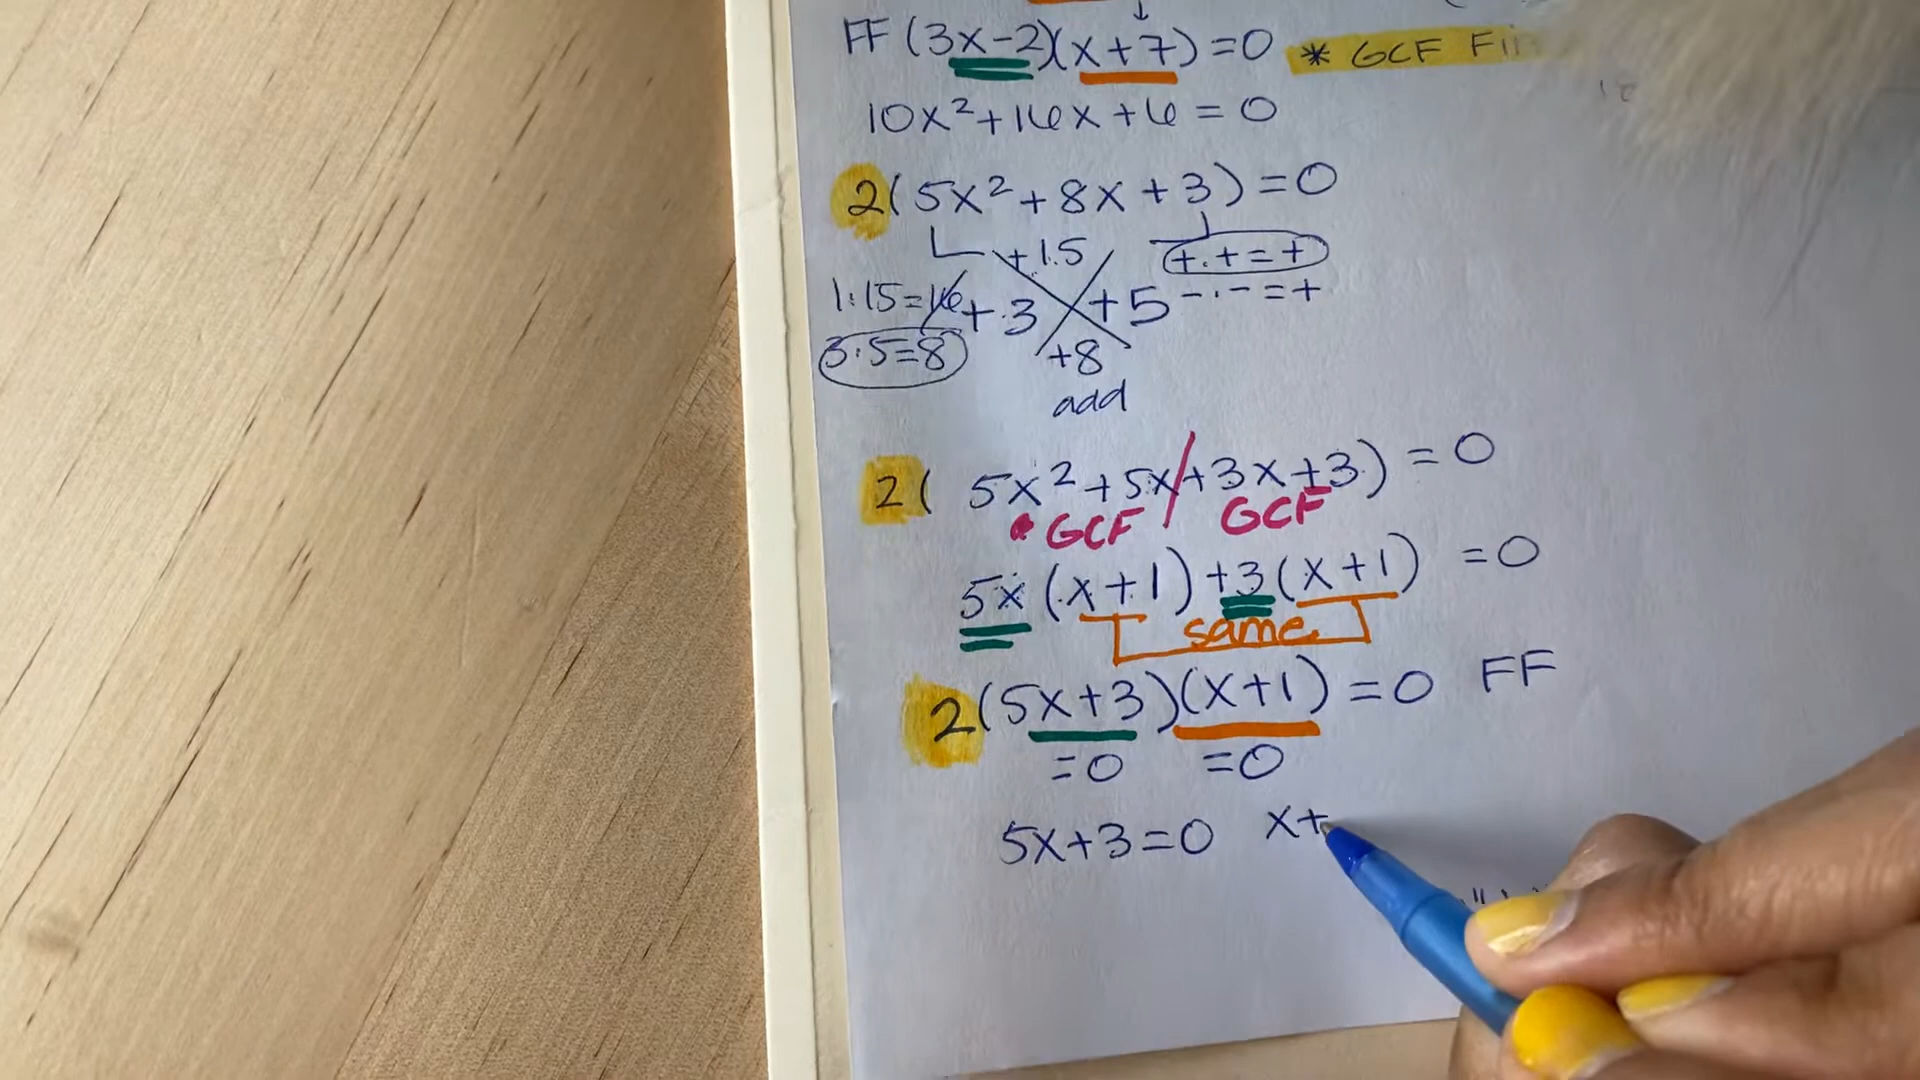 FF (3x-2)(x+7)=0 * GCF
10x²+16x+6=0
2(5x²+8x+3)=0
+15 +·+=+
1·15=16 +3 +5 -·-=+
3·5=8 +8
add
2( 5x²+5x/+3x+3)=0
GCF GCF
5x(x+1)+3(x+1) =0
same
2(5x+3)(x+1)=0 FF
=0 =0
5x+3=0 x+